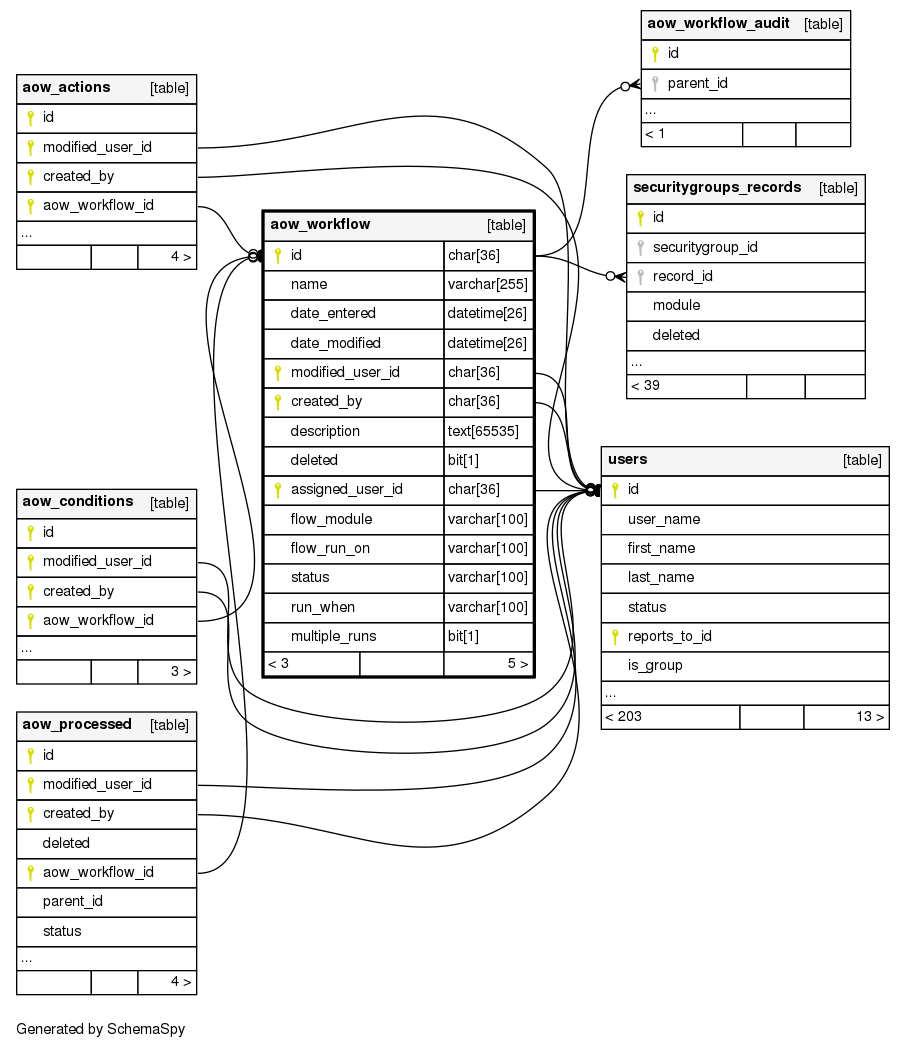 aow_workflow_audit [table]
id
parent_id
...
< 1
aow_actions [table]
id
modified_user_id
created_by
aow_workflow_id
...
4 >
securitygroups_records [table]
id
securitygroup_id
record_id
module
deleted
...
< 39
aow_workflow [table]
id char[36]
name varchar[255]
date_entered datetime[26]
date_modified datetime[26]
modified_user_id char[36]
created_by char[36]
description text[65535]
deleted bit[1]
assigned_user_id char[36]
flow_module varchar[100]
flow_run_on varchar[100]
status varchar[100]
run_when varchar[100]
multiple_runs bit[1]
< 3 5 >
users [table]
id
user_name
first_name
last_name
status
reports_to_id
is_group
...
< 203 13 >
aow_conditions [table]
id
modified_user_id
created_by
aow_workflow_id
...
3 >
aow_processed [table]
id
modified_user_id
created_by
deleted
aow_workflow_id
parent_id
status
...
4 >
Generated by SchemaSpy